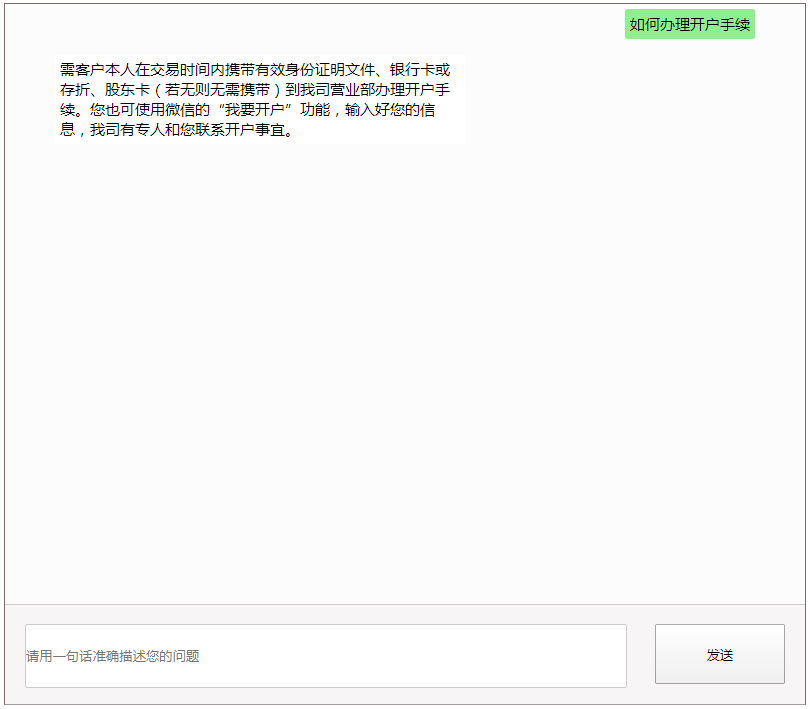 如何办理开户手续
需客户本人在交易时间内携带有效身份证明文件、银行卡或
存折、股东卡（若无则无需携带）到我司营业部办理开户手
续。您也可使用微信的“我要开户”功能，输入好您的信
息，我司有专人和您联系开户事宜。
请用一句话准确描述您的问题
发送